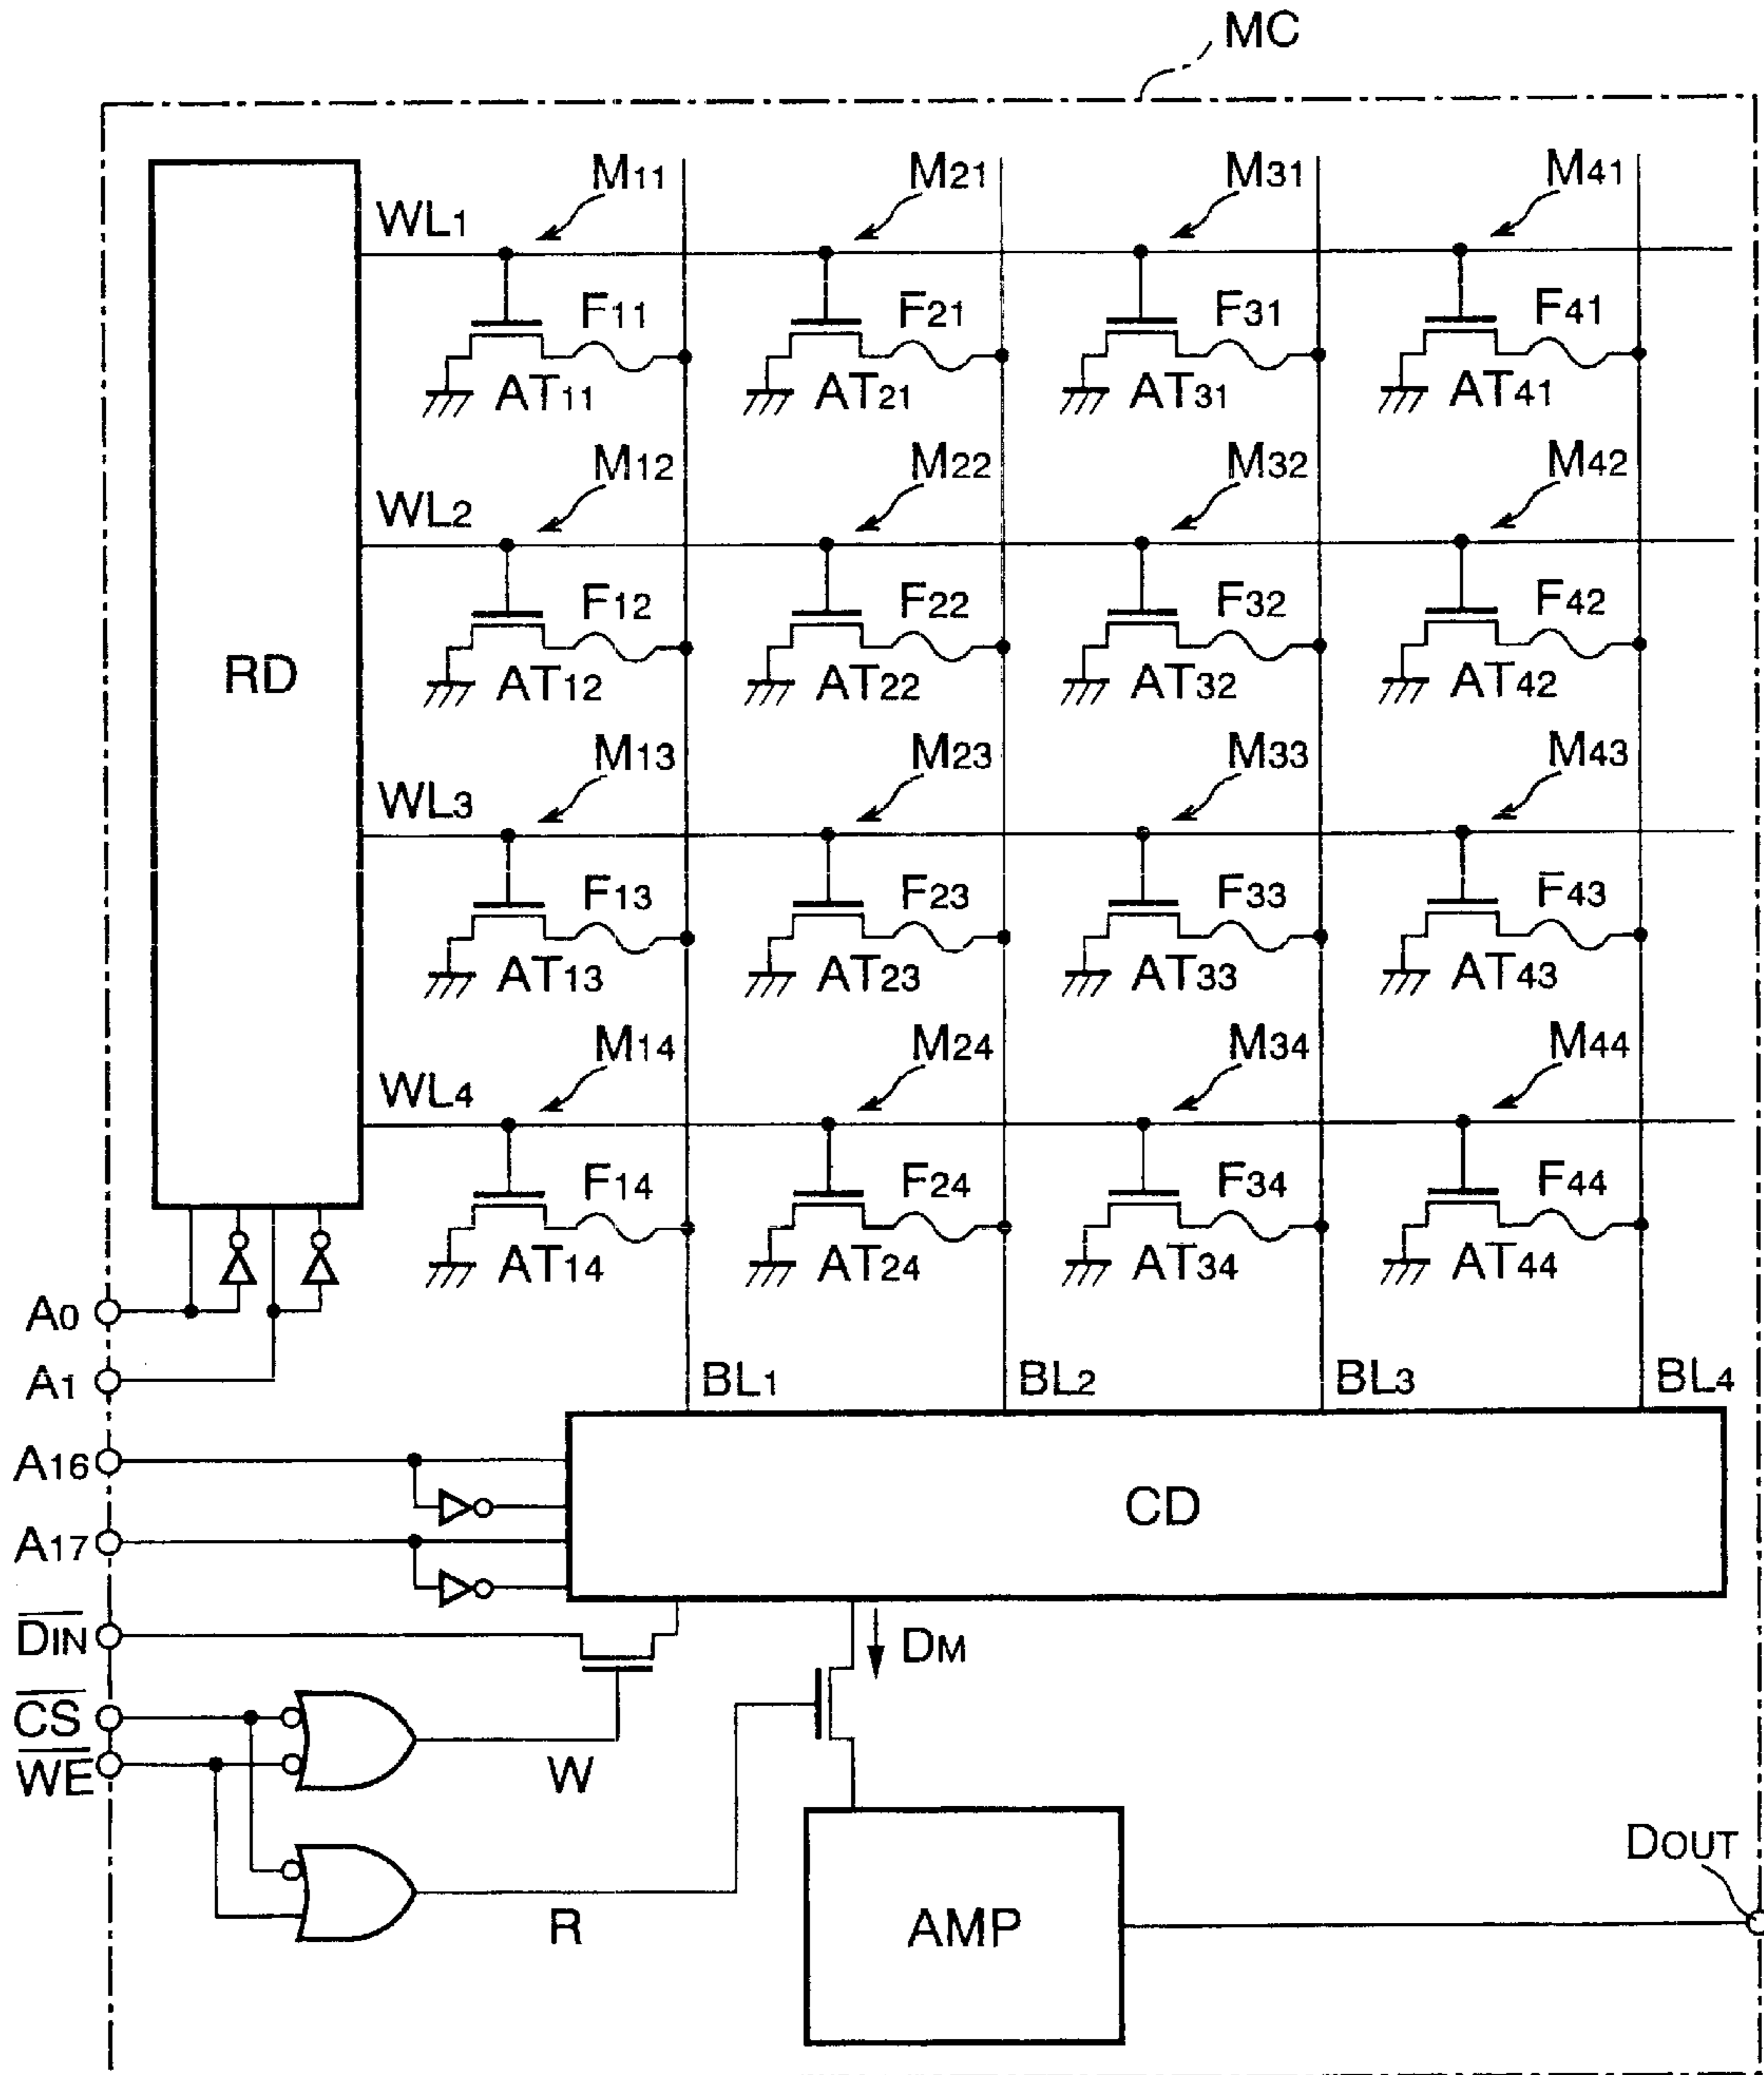 MC
M11 M21 M31 M41
WL1
F11 F21 F31 F41
AT11 AT21 AT31 AT41
M12 M22 M32 M42
WL2
F12 F22 F32 F42
RD
AT12 AT22 AT32 AT42
M13 M23 M33 M43
WL3
F13 F23 F33 F43
AT13 AT23 AT33 AT43
M14 M24 M34 M44
WL4
F14 F24 F34 F44
AT14 AT24 AT34 AT44
A0
A1
BL1 BL2 BL3 BL4
A16
CD
A17
DIN
DM
CS
WE
W
DOUT
R
AMP